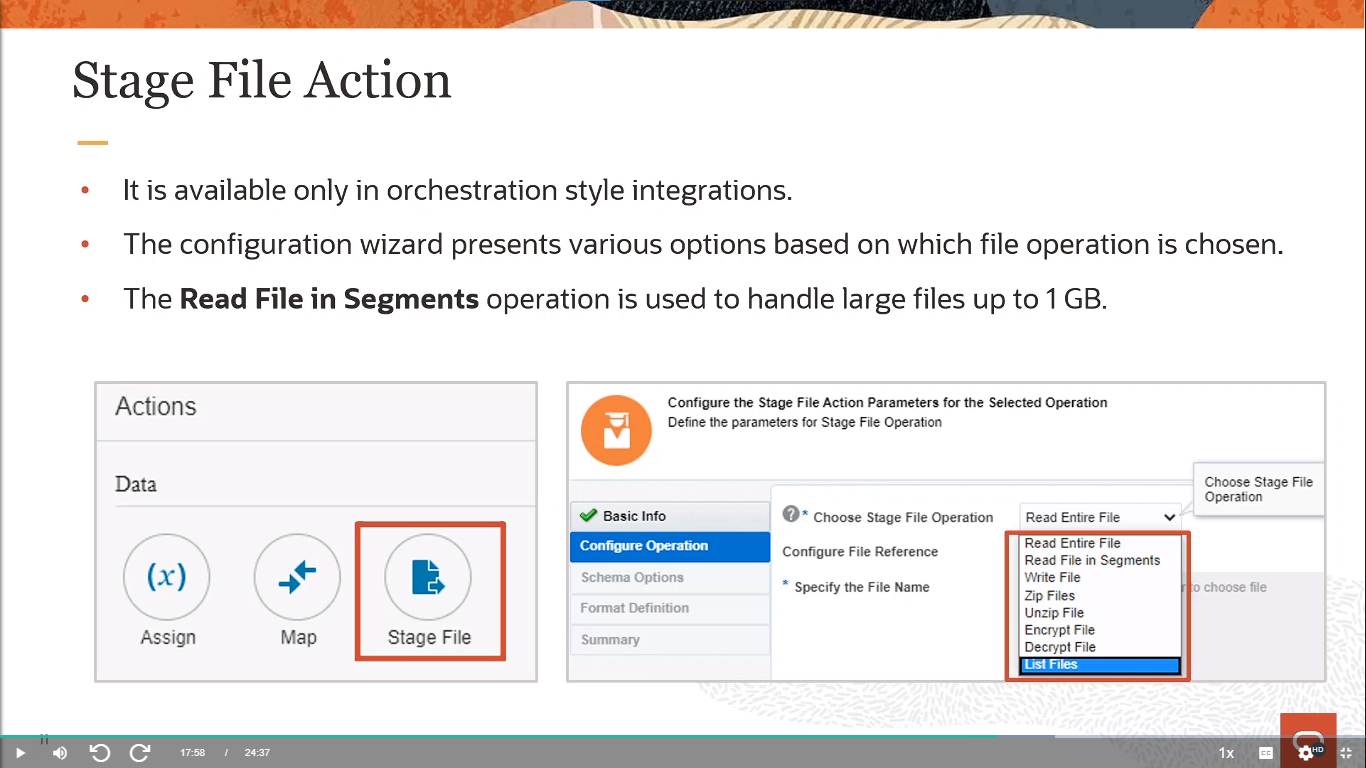 Stage File Action
• It is available only in orchestration style integrations.
• The configuration wizard presents various options based on which file operation is chosen.
• The Read File in Segments operation is used to handle large files up to 1 GB.
Actions
Data
(x)
Assign
Map
Stage File
Configure the Stage File Action Parameters for the Selected Operation
Define the parameters for Stage File Operation
Choose Stage File
Operation
Basic Info
Configure Operation
Schema Options
Format Definition
Summary
? * Choose Stage File Operation
Read Entire File
Configure File Reference
* Specify the File Name
Read Entire File
Read File in Segments
Write File
Zip Files
Unzip File
Encrypt File
Decrypt File
List Files
to choose file
17:58 / 24:37
1x
CC
HD